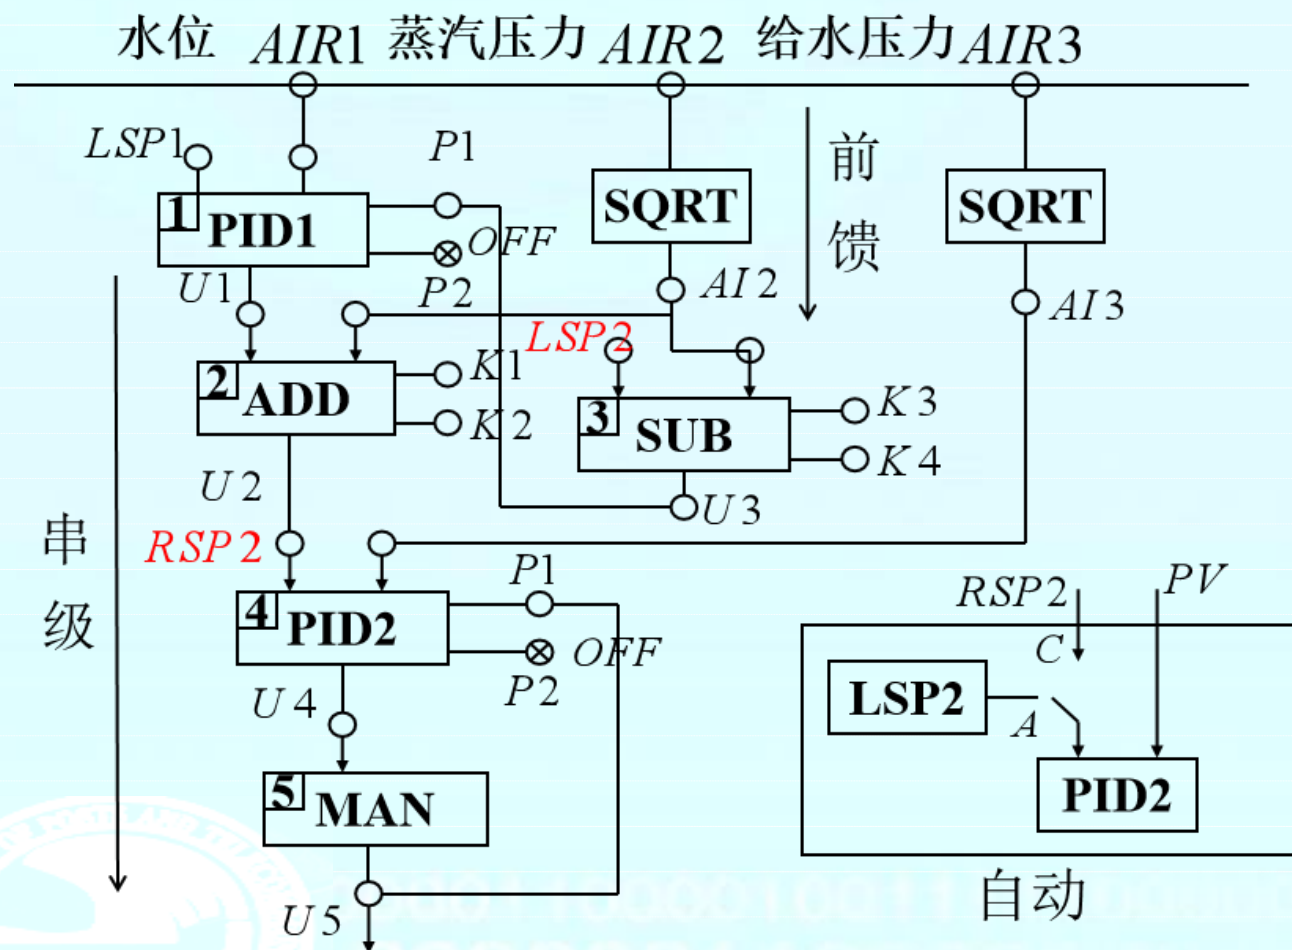 水位 AIR1 蒸汽压力 AIR2 给水压力 AIR3
LSP1
P1
前馈
1 PID1
SQRT
SQRT
OFF
U1
P2
AI2
AI3
LSP2
2 ADD
K1
K2
3 SUB
K3
K4
U2
U3
串级
RSP2
P1
RSP2
PV
4 PID2
C
OFF
P2
LSP2
A
U4
PID2
5 MAN
自动
U5